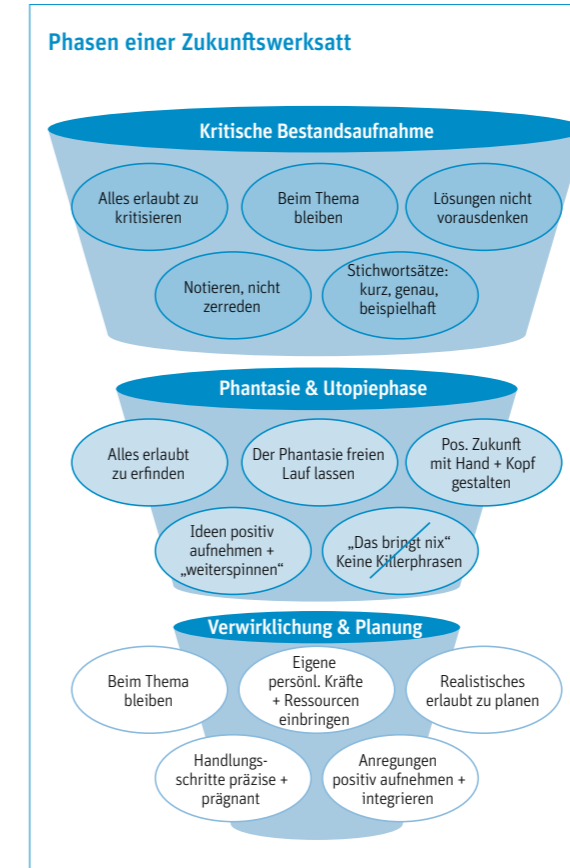 Phasen einer Zukunftswerksatt
Kritische Bestandsaufnahme
Alles erlaubt zu
kritisieren
Beim Thema
bleiben
Lösungen nicht
vorausdenken
Notieren, nicht
zerreden
Stichwortsätze:
kurz, genau,
beispielhaft
Phantasie & Utopiephase
Alles erlaubt
zu erfinden
Der Phantasie freien
Lauf lassen
Pos. Zukunft
mit Hand + Kopf
gestalten
Ideen positiv
aufnehmen +
„weiterspinnen“
„Das bringt nix“
Keine Killerphrasen
Verwirklichung & Planung
Beim Thema
bleiben
Eigene
persönl. Kräfte
+ Ressourcen
einbringen
Realistisches
erlaubt zu planen
Handlungs-
schritte präzise +
prägnant
Anregungen
positiv aufnehmen +
integrieren